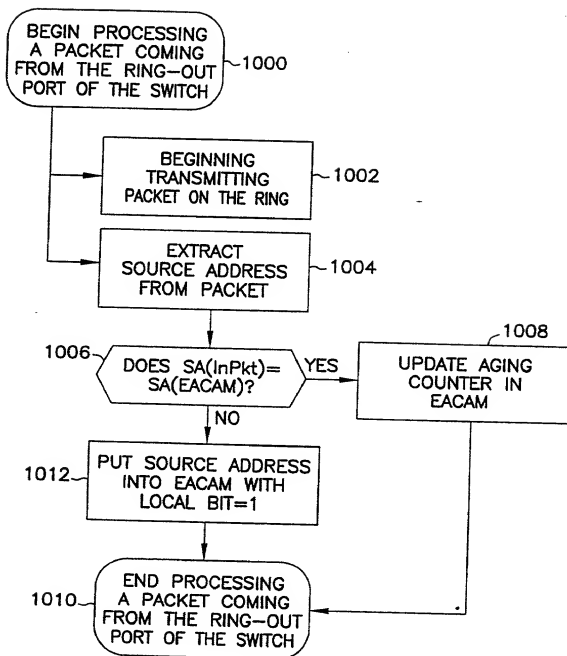 BEGIN PROCESSING
A PACKET COMING
FROM THE RING-OUT
PORT OF THE SWITCH
1000
BEGINNING
TRANSMITTING
PACKET ON THE RING
1002
EXTRACT
SOURCE ADDRESS
FROM PACKET
1004
1006
DOES SA(InPkt)=
SA(EACAM)?
YES
NO
1008
UPDATE AGING
COUNTER IN
EACAM
1012
PUT SOURCE ADDRESS
INTO EACAM WITH
LOCAL BIT=1
1010
END PROCESSING
A PACKET COMING
FROM THE RING-OUT
PORT OF THE SWITCH